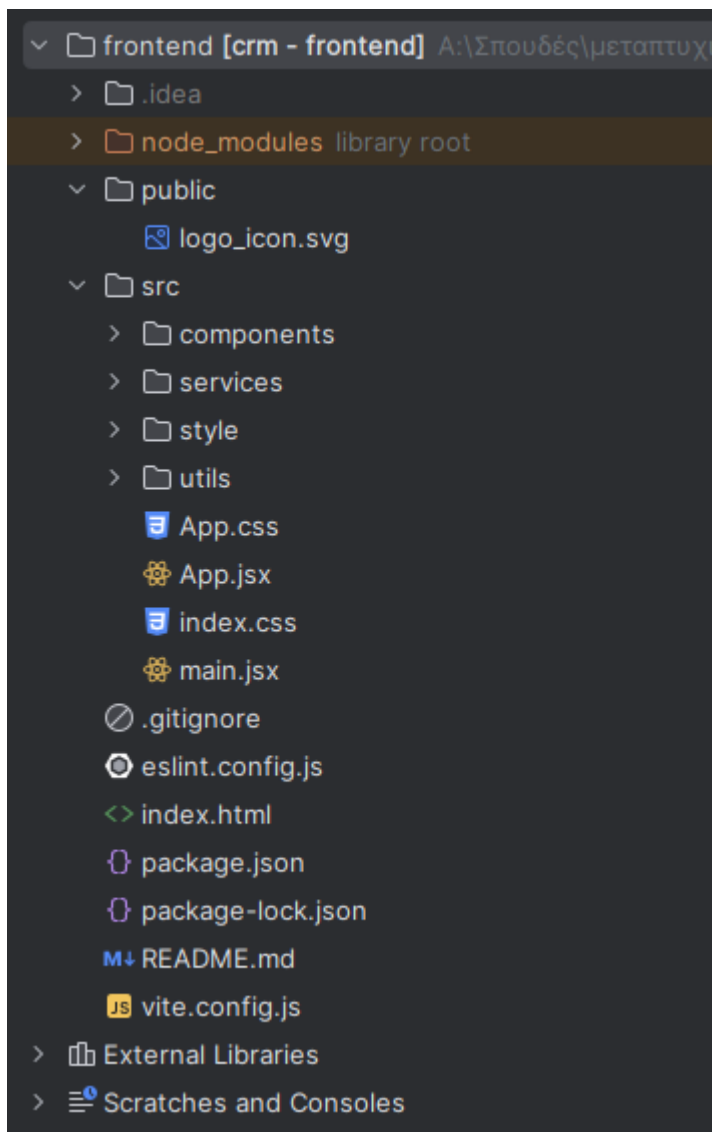 frontend [crm - frontend] A:\Σπουδές\μεταπτυχι
.idea
node_modules library root
public
logo_icon.svg
src
components
services
style
utils
App.css
App.jsx
index.css
main.jsx
.gitignore
eslint.config.js
<> index.html
{} package.json
{} package-lock.json
M↓ README.md
JS vite.config.js
External Libraries
Scratches and Consoles